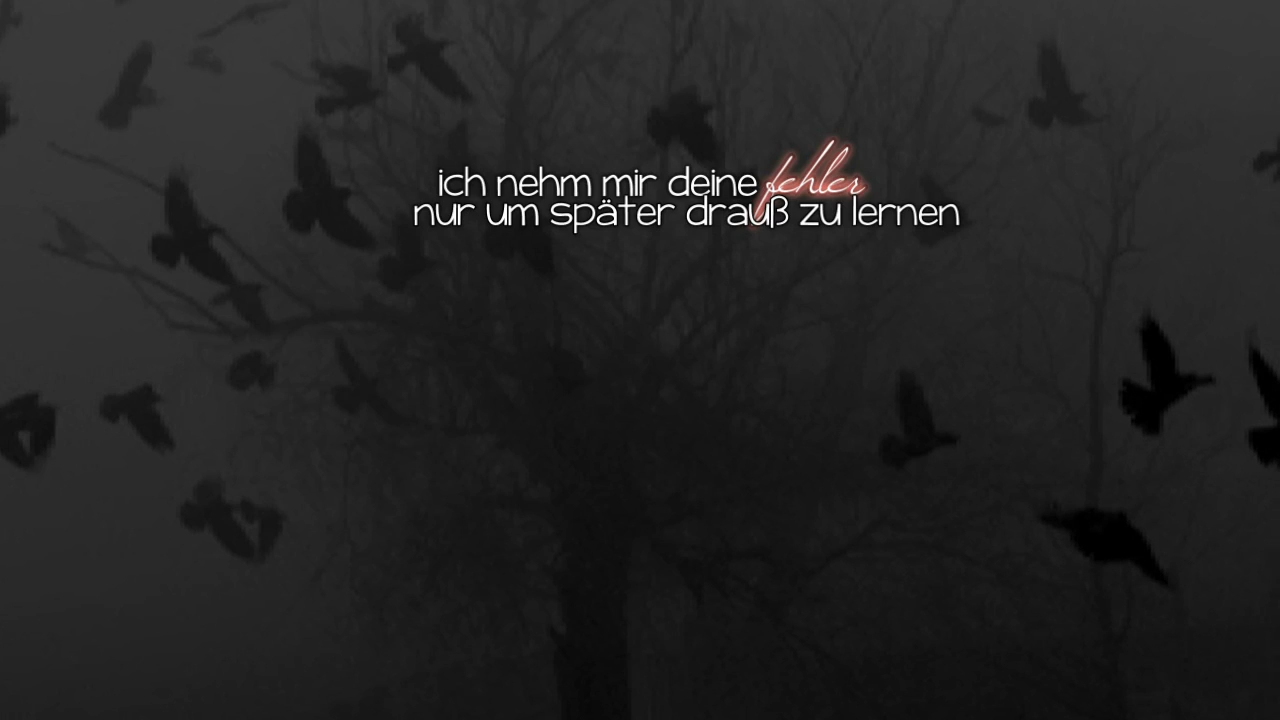 ich nehm mir deine fehler
nur um später drauß zu lernen